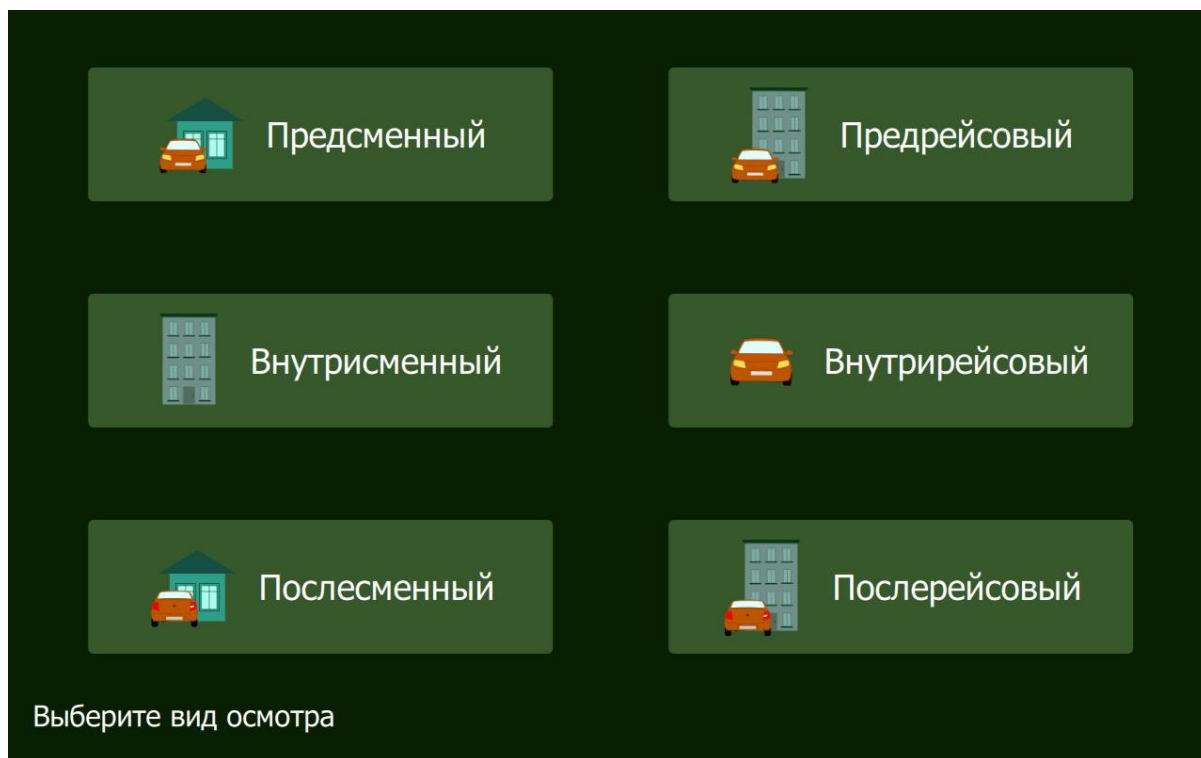 Предсменный
Предрейсовый
Внутрисменный
Внутрирейсовый
Послесменный
Послерейсовый
Выберите вид осмотра